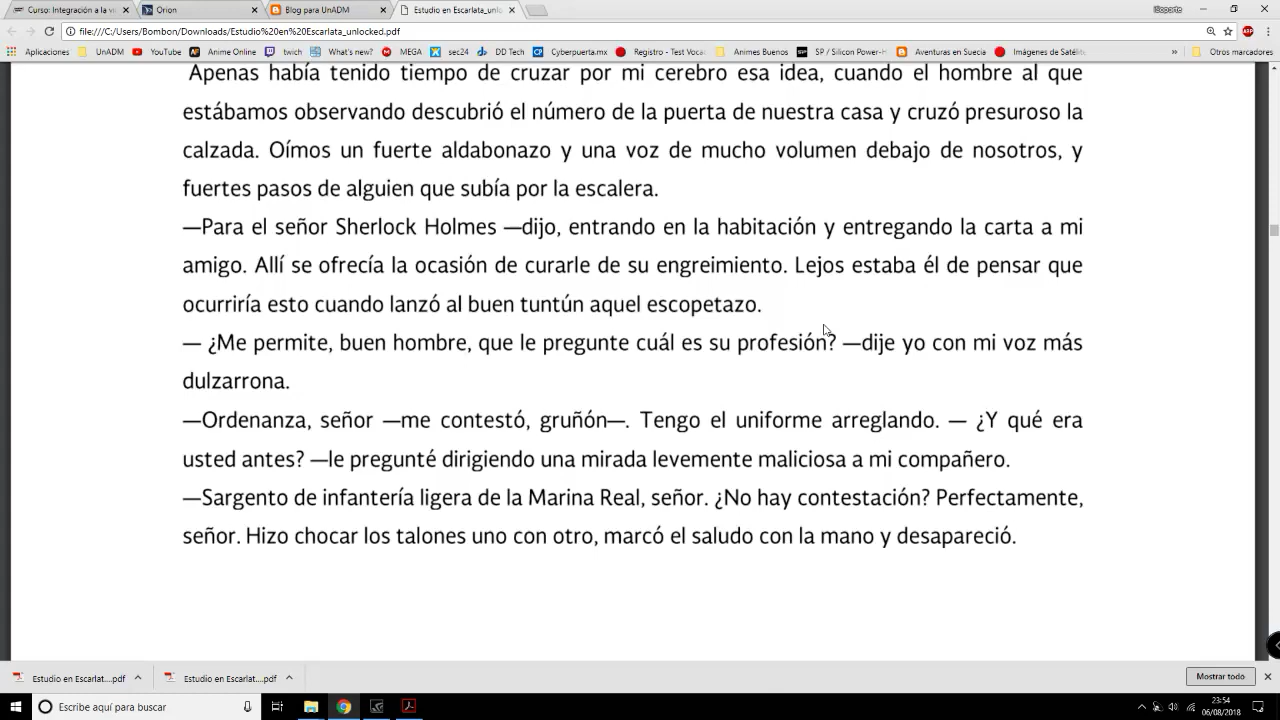 Curso: Integración a la v
Orion
Blog para UnADM
Estudio en Escarlata_unlo
file:///C:/Users/Bombon/Downloads/Estudio%20en%20Escarlata_unlocked.pdf
Aplicaciones UnADM YouTube Anime Online twich What's new? MEGA sec24 DD Tech Cyberpuerta.mx Registro - Test Voca Animes Buenos SP / Silicon Power-H Aventuras en Suecia Imágenes de Satélit » Otros marcadores
Apenas había tenido tiempo de cruzar por mi cerebro esa idea, cuando el hombre al que
estábamos observando descubrió el número de la puerta de nuestra casa y cruzó presuroso la
calzada. Oímos un fuerte aldabonazo y una voz de mucho volumen debajo de nosotros, y
fuertes pasos de alguien que subía por la escalera.
—Para el señor Sherlock Holmes —dijo, entrando en la habitación y entregando la carta a mi
amigo. Allí se ofrecía la ocasión de curarle de su engreimiento. Lejos estaba él de pensar que
ocurriría esto cuando lanzó al buen tuntún aquel escopetazo.
— ¿Me permite, buen hombre, que le pregunte cuál es su profesión? —dije yo con mi voz más
dulzarrona.
—Ordenanza, señor —me contestó, gruñón—. Tengo el uniforme arreglando. — ¿Y qué era
usted antes? —le pregunté dirigiendo una mirada levemente maliciosa a mi compañero.
—Sargento de infantería ligera de la Marina Real, señor. ¿No hay contestación? Perfectamente,
señor. Hizo chocar los talones uno con otro, marcó el saludo con la mano y desapareció.
Estudio en Escarlat....pdf
Estudio en Escarlat....pdf
Mostrar todo
Escribe aquí para buscar
23:54
06/08/2018